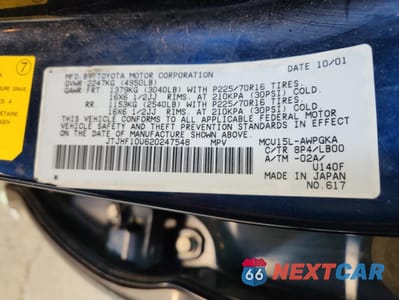 7
MFD. BY: TOYOTA MOTOR CORPORATION DATE 10/01
GVWR 2247KG (4950LB)
GAWR FRT. 1379KG (3040LB) WITH P225/70R16 TIRES.
16X6 1/2JJ RIMS. AT 210KPA (30PSI) COLD
RR 1153KG (2540LB) WITH P225/70R16 TIRES.
16X6 1/2JJ RIMS. AT 210KPA (30PSI) COLD
THIS VEHICLE CONFORMS TO ALL APPLICABLE FEDERAL MOTOR
VEHICLE SAFETY AND THEFT PREVENTION STANDARDS IN EFFECT
ON THE DATE OF MANUFACTURE SHOWN ABOVE.
JTJHF10U620247548 MPV MCU15L-AWPGKA
C/TR 8P4/LB00
A/TM -02A/
U140F
MADE IN JAPAN
NO.617
66 NEXTCAR